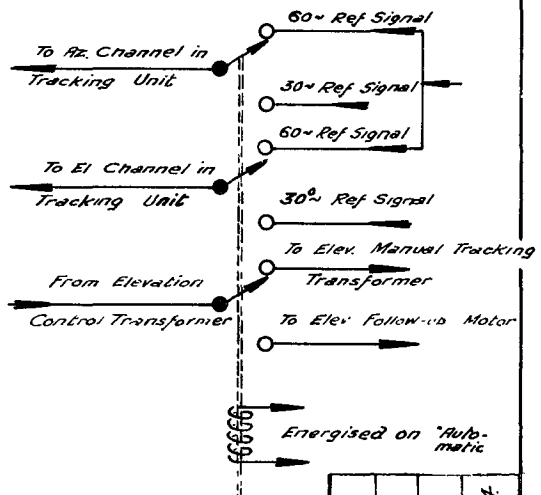 60~ Ref Signal
To Az. Channel in
Tracking Unit
30~ Ref Signal
60~ Ref Signal
To El Channel in
Tracking Unit
30~ Ref Signal
To Elev. Manual Tracking
Transformer
From Elevation
Control Transformer
To Elev Follow-up Motor
Energised on "Auto-
matic